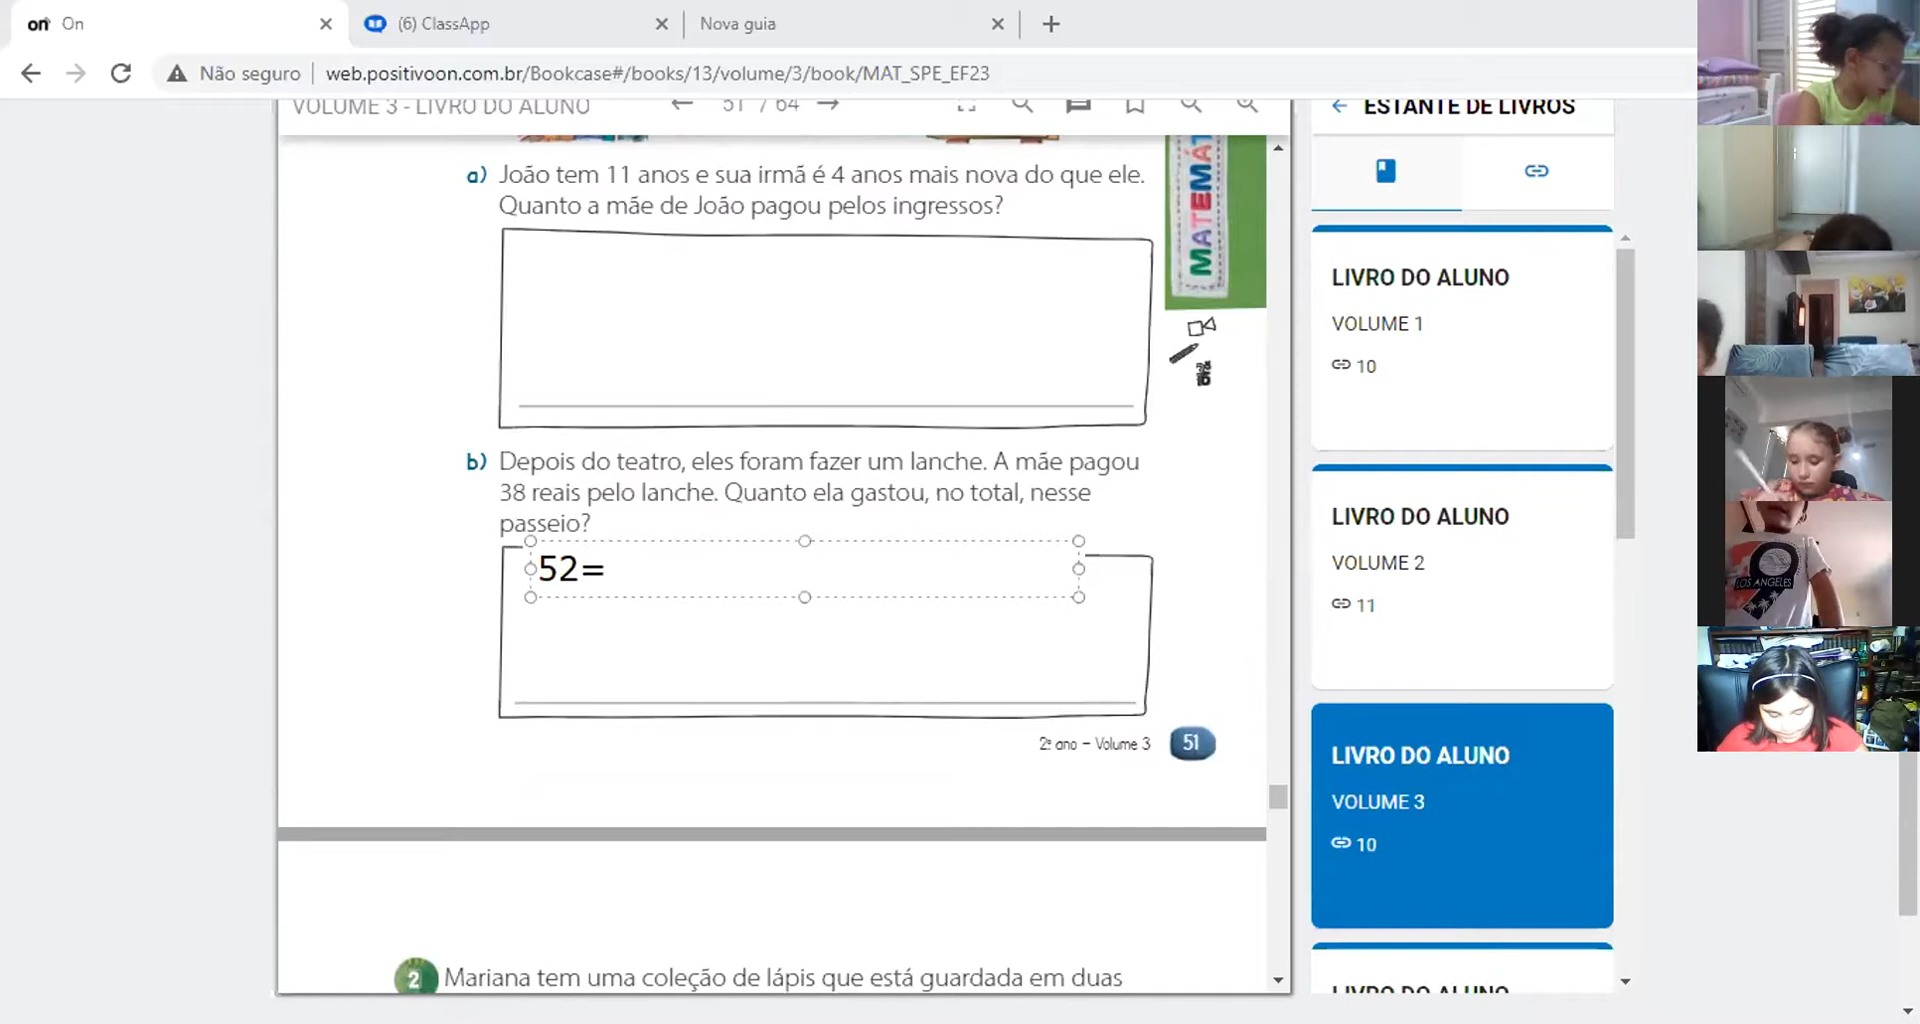 on On
(6) ClassApp
Nova guia
Não seguro
web.positivoon.com.br/Bookcase#/books/13/volume/3/book/MAT_SPE_EF23
VOLUME 3 - LIVRO DO ALUNO
51 / 64
ESTANTE DE LIVROS
a) João tem 11 anos e sua irmã é 4 anos mais nova do que ele.
Quanto a mãe de João pagou pelos ingressos?
MATEMÁT
b) Depois do teatro, eles foram fazer um lanche. A mãe pagou
38 reais pelo lanche. Quanto ela gastou, no total, nesse
passeio?
52=
2º ano – Volume 3
51
2 Mariana tem uma coleção de lápis que está guardada em duas
LIVRO DO ALUNO
VOLUME 1
10
LIVRO DO ALUNO
VOLUME 2
11
LIVRO DO ALUNO
VOLUME 3
10
LIVRO DO ALUNO
LOS ANGELES